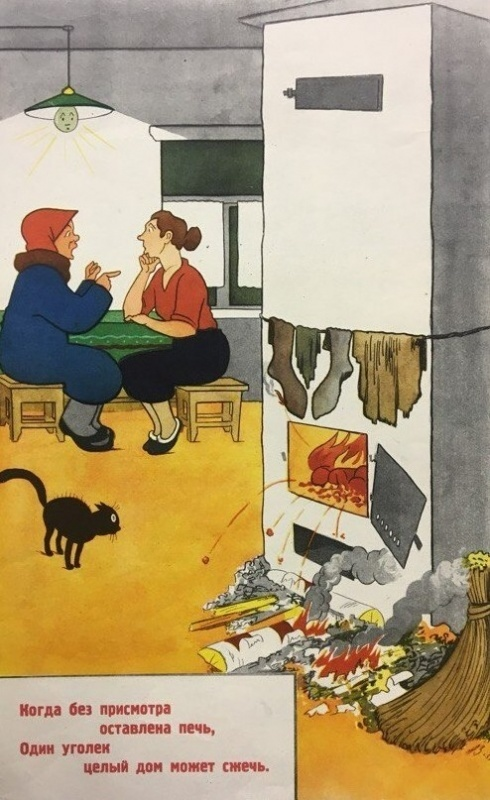 Когда без присмотра
оставлена печь,
Один уголек
целый дом может сжечь.